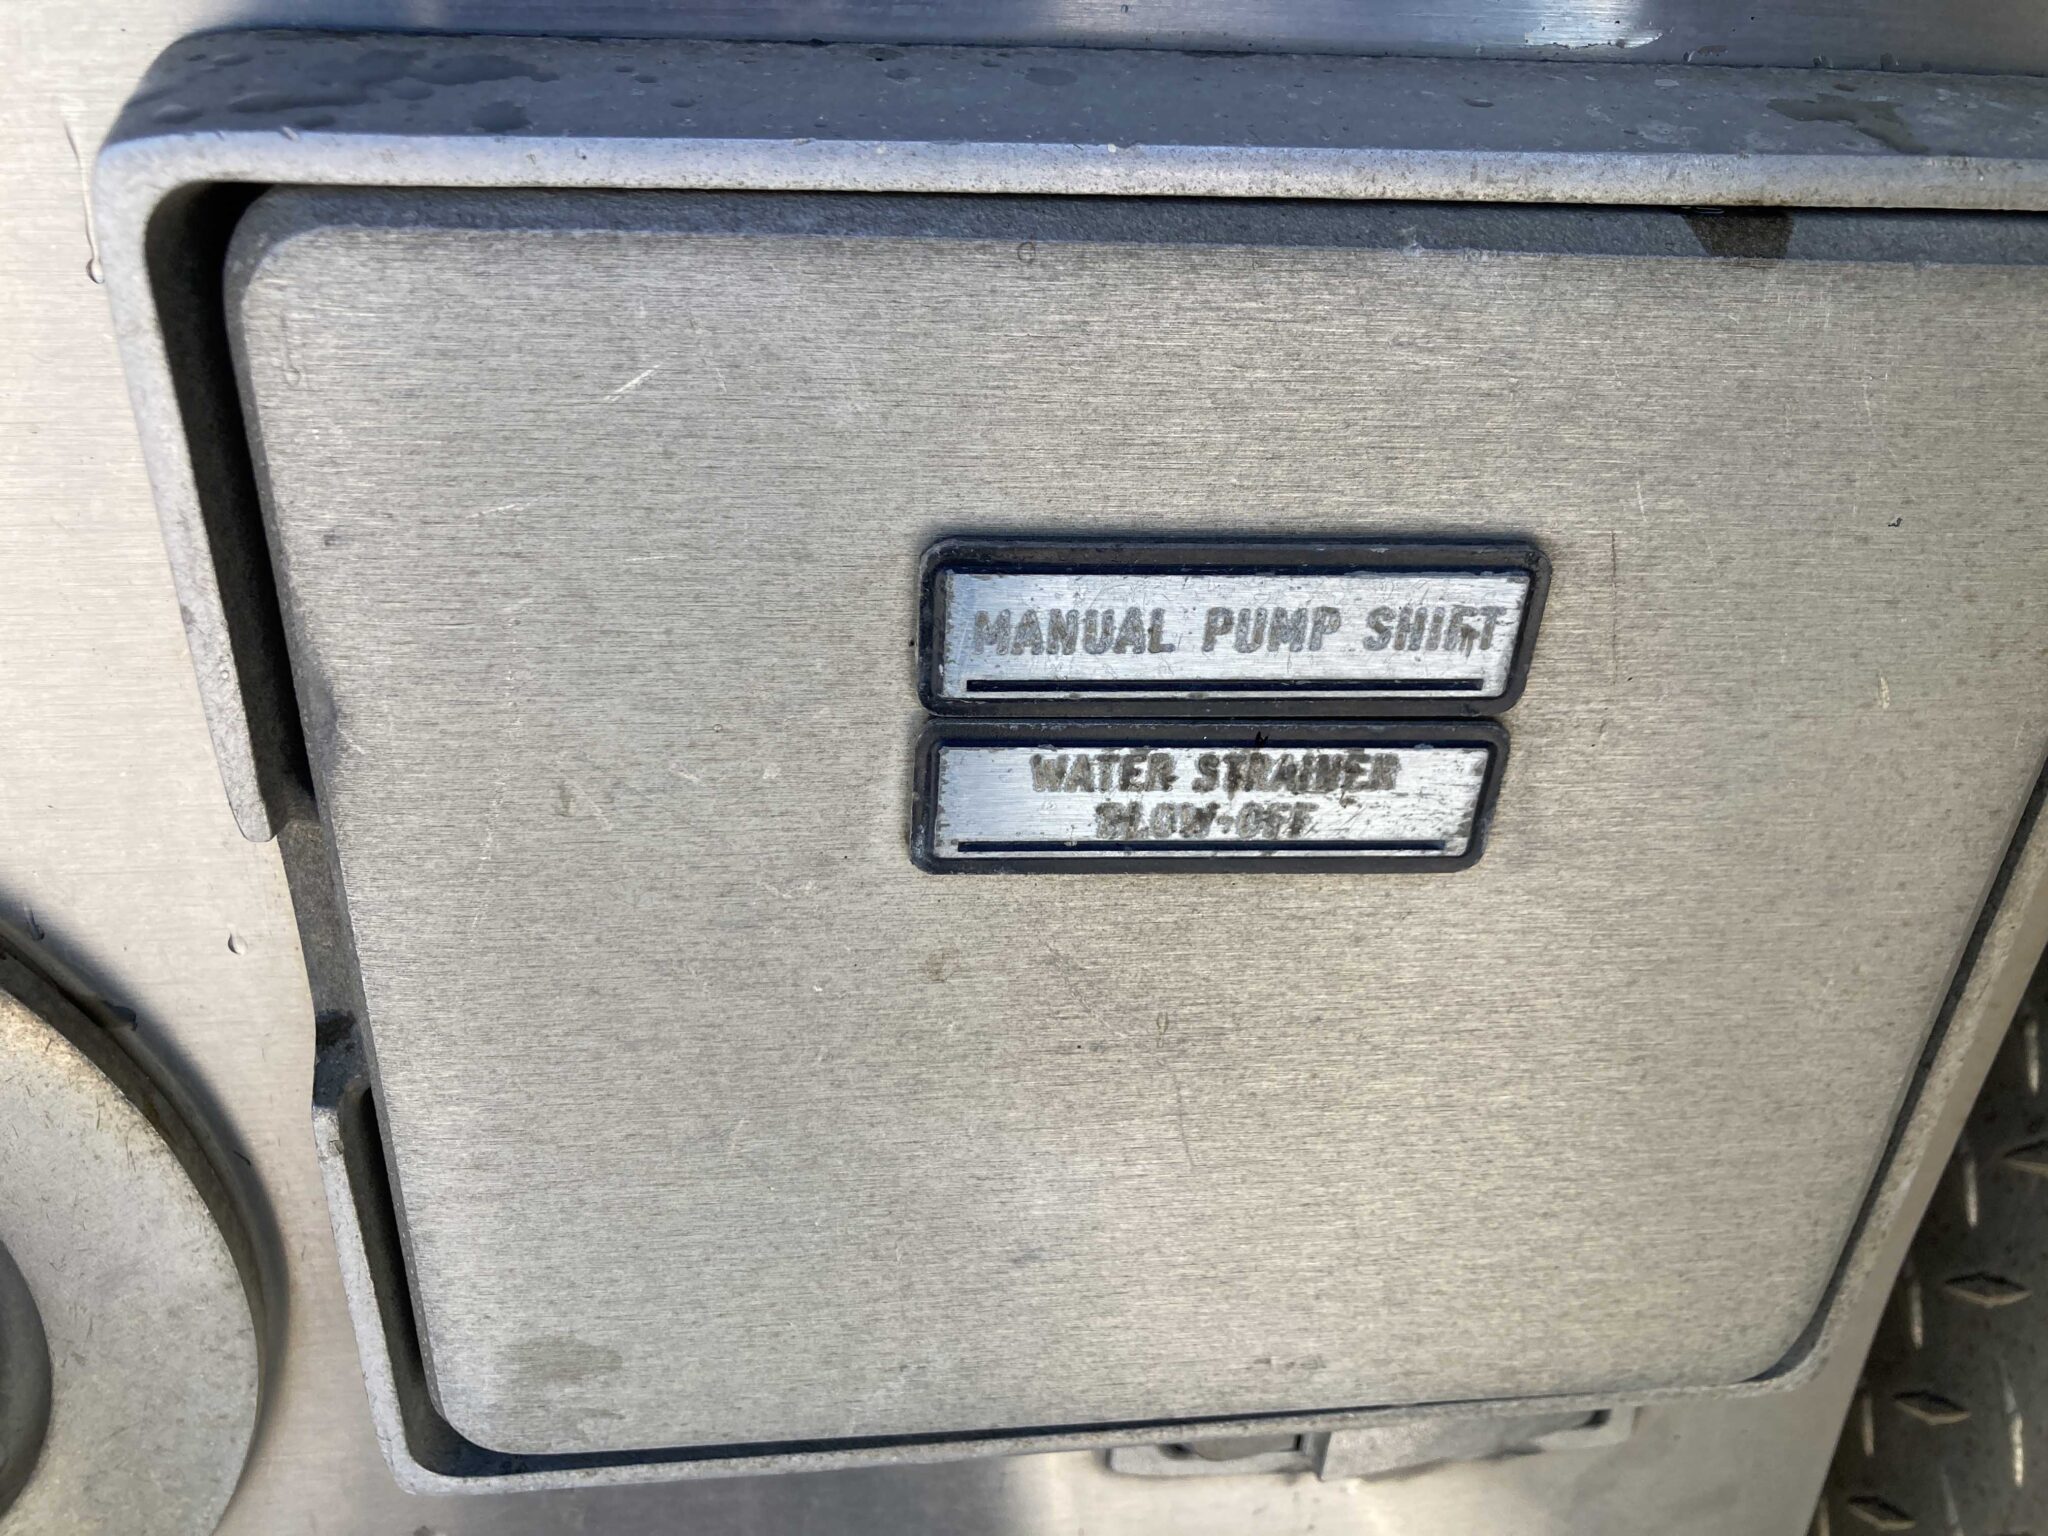 MANUAL PUMP SHIFT
WATER STRAINER
BLOW-OFF